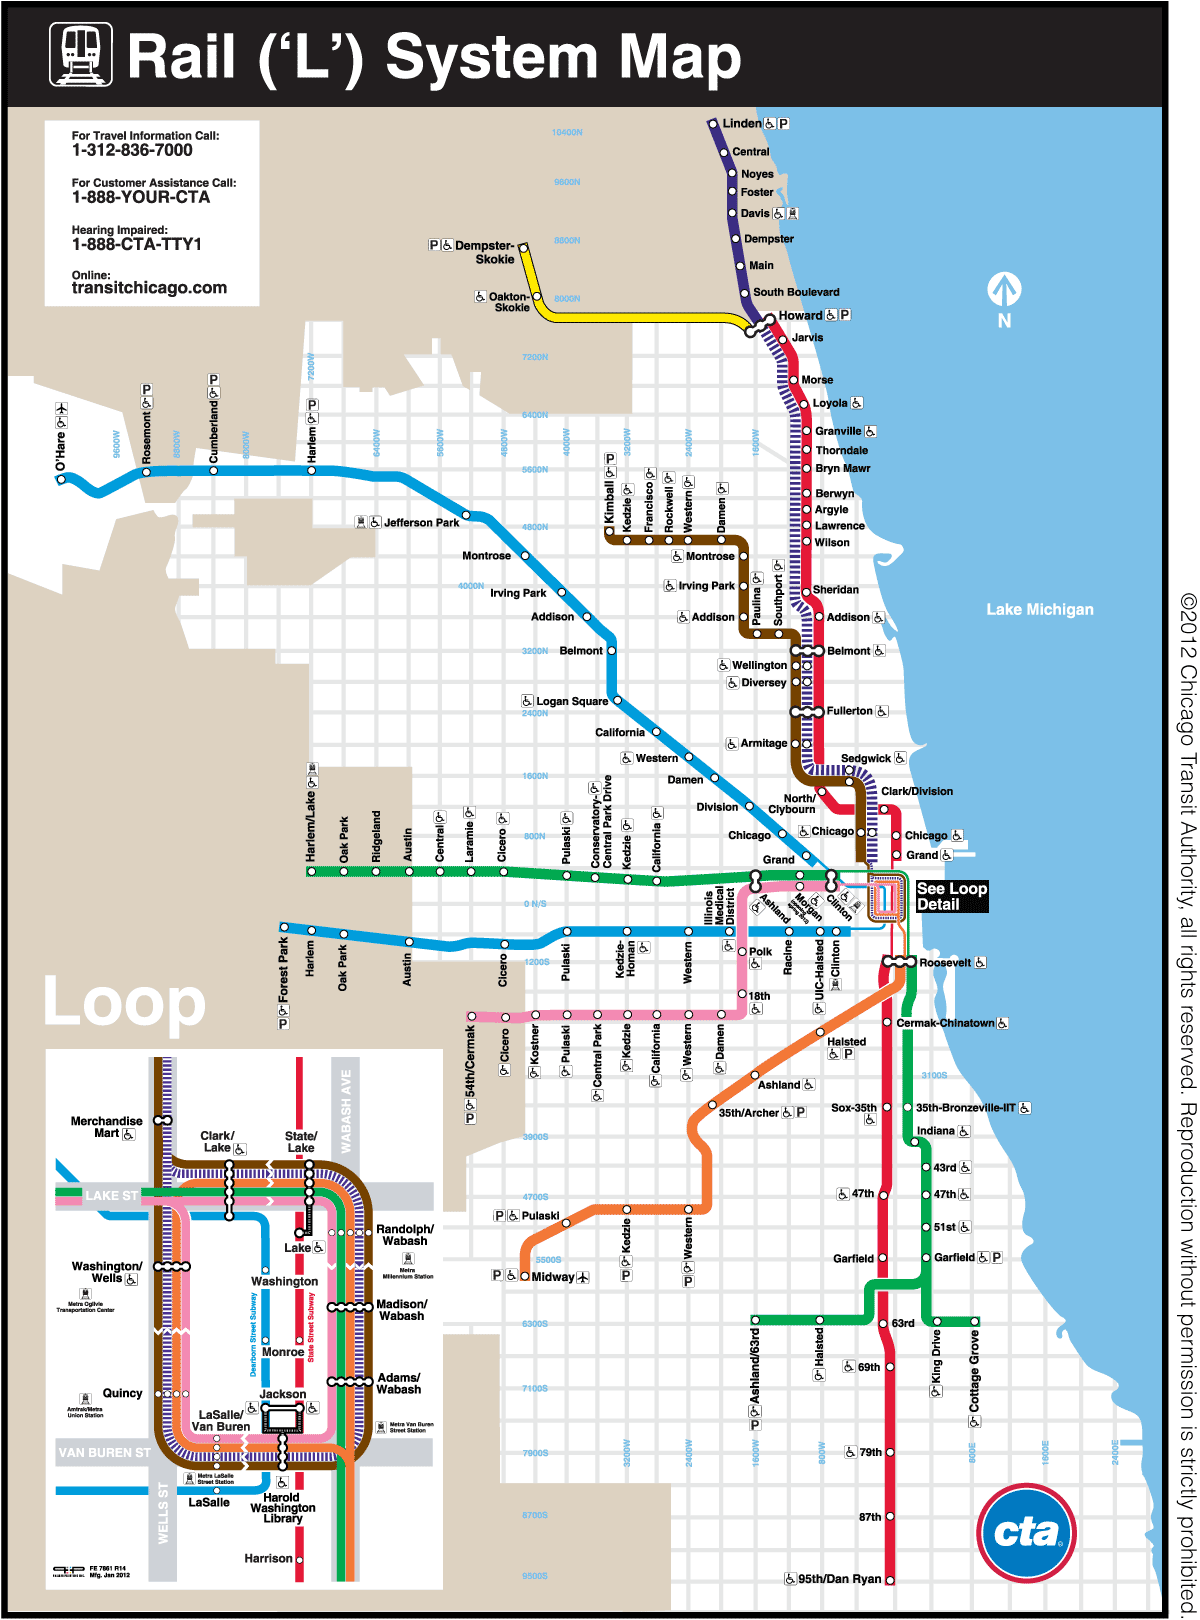 Rail (‘L’) System Map
For Travel Information Call:
1-312-836-7000
For Customer Assistance Call:
1-888-YOUR-CTA
Hearing Impaired:
1-888-CTA-TTY1
Online:
transitchicago.com
10400N
9600N
8800N
8000N
7200N
6400N
5600N
4800N
4000N
3200N
2400N
1600N
800N
0 N/S
1200S
3100S
3900S
4700S
5500S
6300S
7100S
7900S
8700S
9500S
9600W
8800W
8000W
7200W
6400W
5600W
4800W
4000W
3200W
2400W
1600W
Linden P
Central
Noyes
Foster
Davis
Dempster
Main
South Boulevard
Howard P
P Dempster-
Skokie
Oakton-
Skokie
Jarvis
Morse
Loyola
Granville
Thorndale
Bryn Mawr
Berwyn
Argyle
Lawrence
Wilson
Sheridan
Addison
Belmont
Fullerton
North/
Clybourn
Clark/Division
Chicago
Grand
See Loop
Detail
Roosevelt
Cermak-Chinatown
Sox-35th
47th
Garfield
63rd
69th
79th
87th
95th/Dan Ryan
O'Hare
Rosemont P
Cumberland P
Harlem P
Jefferson Park
Montrose
Irving Park
Addison
Belmont
Logan Square
California
Western
Damen
Division
Chicago
Grand
Kimball P
Kedzie
Francisco
Rockwell
Western
Damen
Montrose
Irving Park
Addison
Paulina
Southport
Wellington
Diversey
Armitage
Sedgwick
Chicago
Harlem/Lake
Oak Park
Ridgeland
Austin
Central
Laramie
Cicero
Pulaski
Conservatory-
Central Park Drive
Kedzie
California
Ashland
Morgan
Clinton
Forest Park P
Harlem
Oak Park
Austin
Cicero
Pulaski
Kedzie-
Homan
Western
Illinois
Medical
District
Racine
UIC-Halsted
Clinton
Polk
18th
54th/Cermak P
Cicero
Kostner
Pulaski
Central Park
Kedzie
California
Western
Damen
Halsted P
Ashland
35th/Archer P
Western P
Kedzie P
P Pulaski
P Midway
35th-Bronzeville-IIT
Indiana
43rd
47th
51st
Garfield P
King Drive
Cottage Grove
Halsted
Ashland/63rd P
3200W
2400W
1600W
800W
800E
1600E
2400E
N
Lake Michigan
Loop
Merchandise
Mart
Clark/
Lake
State/
Lake
WABASH AVE
LAKE ST
Lake
Randolph/
Wabash
Metra
Millennium Station
Washington/
Wells
Metra Ogilvie
Transportation Center
Washington
Dearborn Street Subway
State Street Subway
Madison/
Wabash
Monroe
Quincy
Amtrak/Metra
Union Station
Jackson
Adams/
Wabash
LaSalle/
Van Buren
Metra Van Buren
Street Station
VAN BUREN ST
Metra LaSalle
Street Station
LaSalle
Harold
Washington
Library
WELLS ST
Harrison
FE 7861 R14
Mfg. Jan 2012
cta
©2012 Chicago Transit Authority, all rights reserved. Reproduction without permission is strictly prohibited.